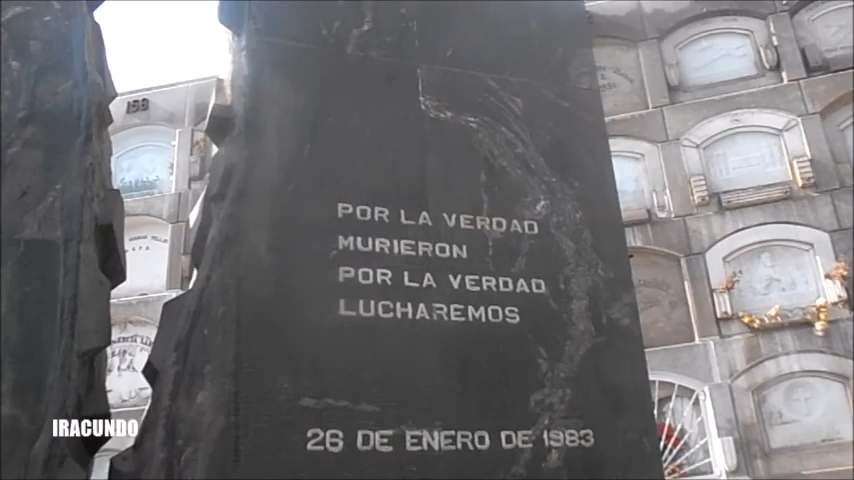 158
POR LA VERDAD
MURIERON
POR LA VERDAD
LUCHAREMOS
26 DE ENERO DE 1983
IRACUNDO